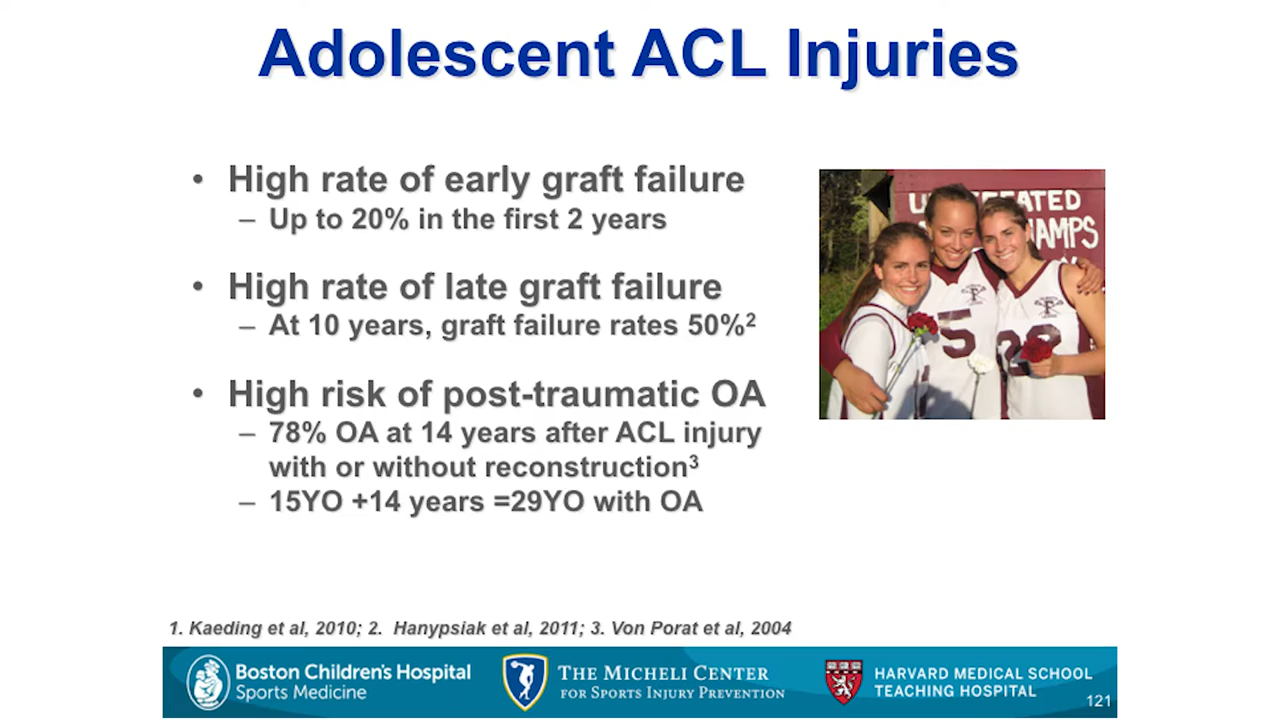 Adolescent ACL Injuries
• High rate of early graft failure
– Up to 20% in the first 2 years
• High rate of late graft failure
– At 10 years, graft failure rates 50%²
• High risk of post-traumatic OA
– 78% OA at 14 years after ACL injury
with or without reconstruction³
– 15YO +14 years =29YO with OA
CHAMPS
5
22
1. Kaeding et al, 2010; 2. Hanypsiak et al, 2011; 3. Von Porat et al, 2004
Boston Children's Hospital
Sports Medicine
THE MICHELI CENTER
FOR SPORTS INJURY PREVENTION
HARVARD MEDICAL SCHOOL
TEACHING HOSPITAL
121